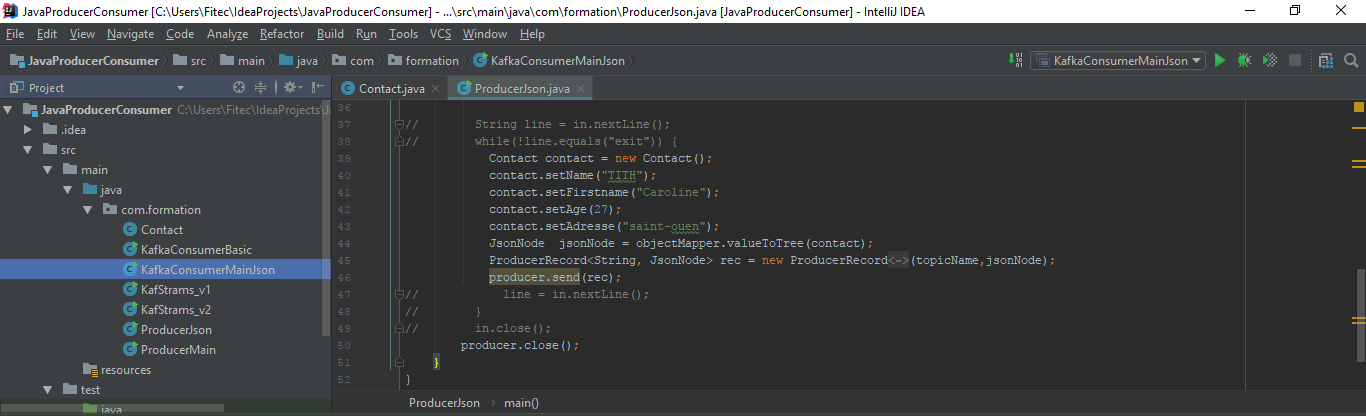 JavaProducerConsumer [C:\Users\Fitec\IdeaProjects\JavaProducerConsumer] - ...\src\main\java\com\formation\ProducerJson.java [JavaProducerConsumer] - IntelliJ IDEA
File Edit View Navigate Code Analyze Refactor Build Run Tools VCS Window Help
JavaProducerConsumer src main java com formation KafkaConsumerMainJson KafkaConsumerMainJson
Project
Contact.java ProducerJson.java
JavaProducerConsumer C:\Users\Fitec\IdeaProjects\
.idea
src
main
java
com.formation
Contact
KafkaConsumerBasic
KafkaConsumerMainJson
KafStrams_v1
KafStrams_v2
ProducerJson
ProducerMain
resources
test
java
36
37 // String line = in.nextLine();
38 // while(!line.equals("exit")) {
39 Contact contact = new Contact();
40 contact.setName("TITH");
41 contact.setFirstname("Caroline");
42 contact.setAge(27);
43 contact.setAdresse("saint-ouen");
44 JsonNode jsonNode = objectMapper.valueToTree(contact);
45 ProducerRecord<String, JsonNode> rec = new ProducerRecord<~>(topicName,jsonNode);
46 producer.send(rec);
47 // line = in.nextLine();
48 // }
49 // in.close();
50 producer.close();
51 }
52 }
ProducerJson main()